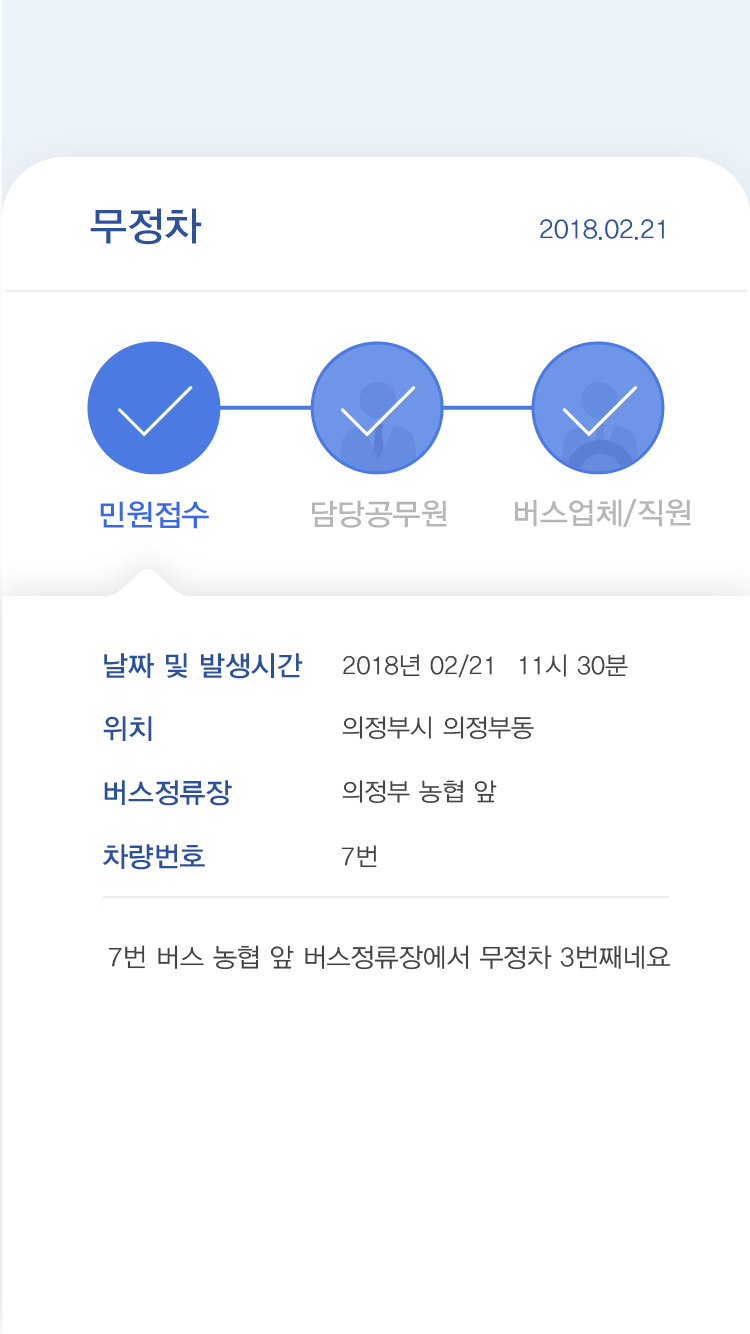 무정차 2018.02.21
민원접수 담당공무원 버스업체/직원
날짜 및 발생시간 2018년 02/21 11시 30분
위치 의정부시 의정부동
버스정류장 의정부 농협 앞
차량번호 7번
7번 버스 농협 앞 버스정류장에서 무정차 3번째네요